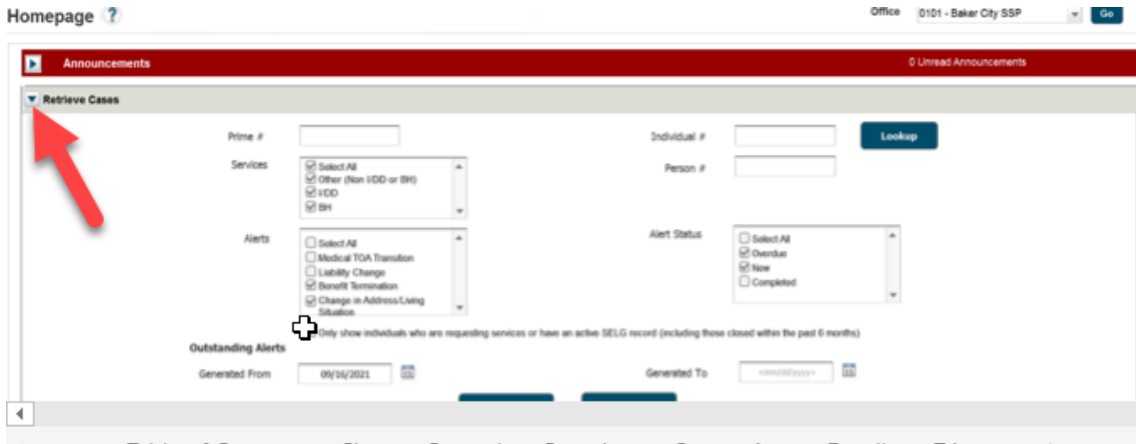 Homepage ?
Office 0101 - Baker City SSP Go
Announcements 0 Unread Announcements
Retrieve Cases
Prime # Individual # Lookup
Services Person #
Select All
Other (Non I/DD or BH)
I/DD
BH
Alerts Alert Status
Select All
Medical TOA Transition
Liability Change
Benefit Termination
Change in Address/Living
Situation
Select All
Overdue
New
Completed
Only show individuals who are requesting services or have an active SELG record (including those closed within the past 6 months)
Outstanding Alerts
Generated From 09/16/2021 Generated To <mm/dd/yyyy>